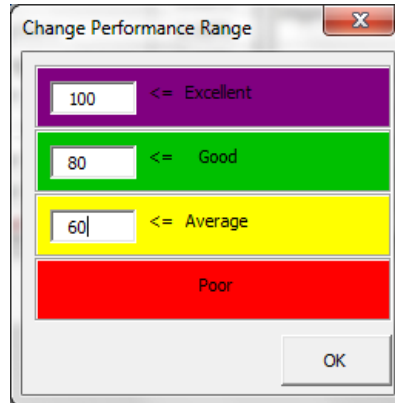 Change Performance Range
100 <= Excellent
80 <= Good
60 <= Average
Poor
OK